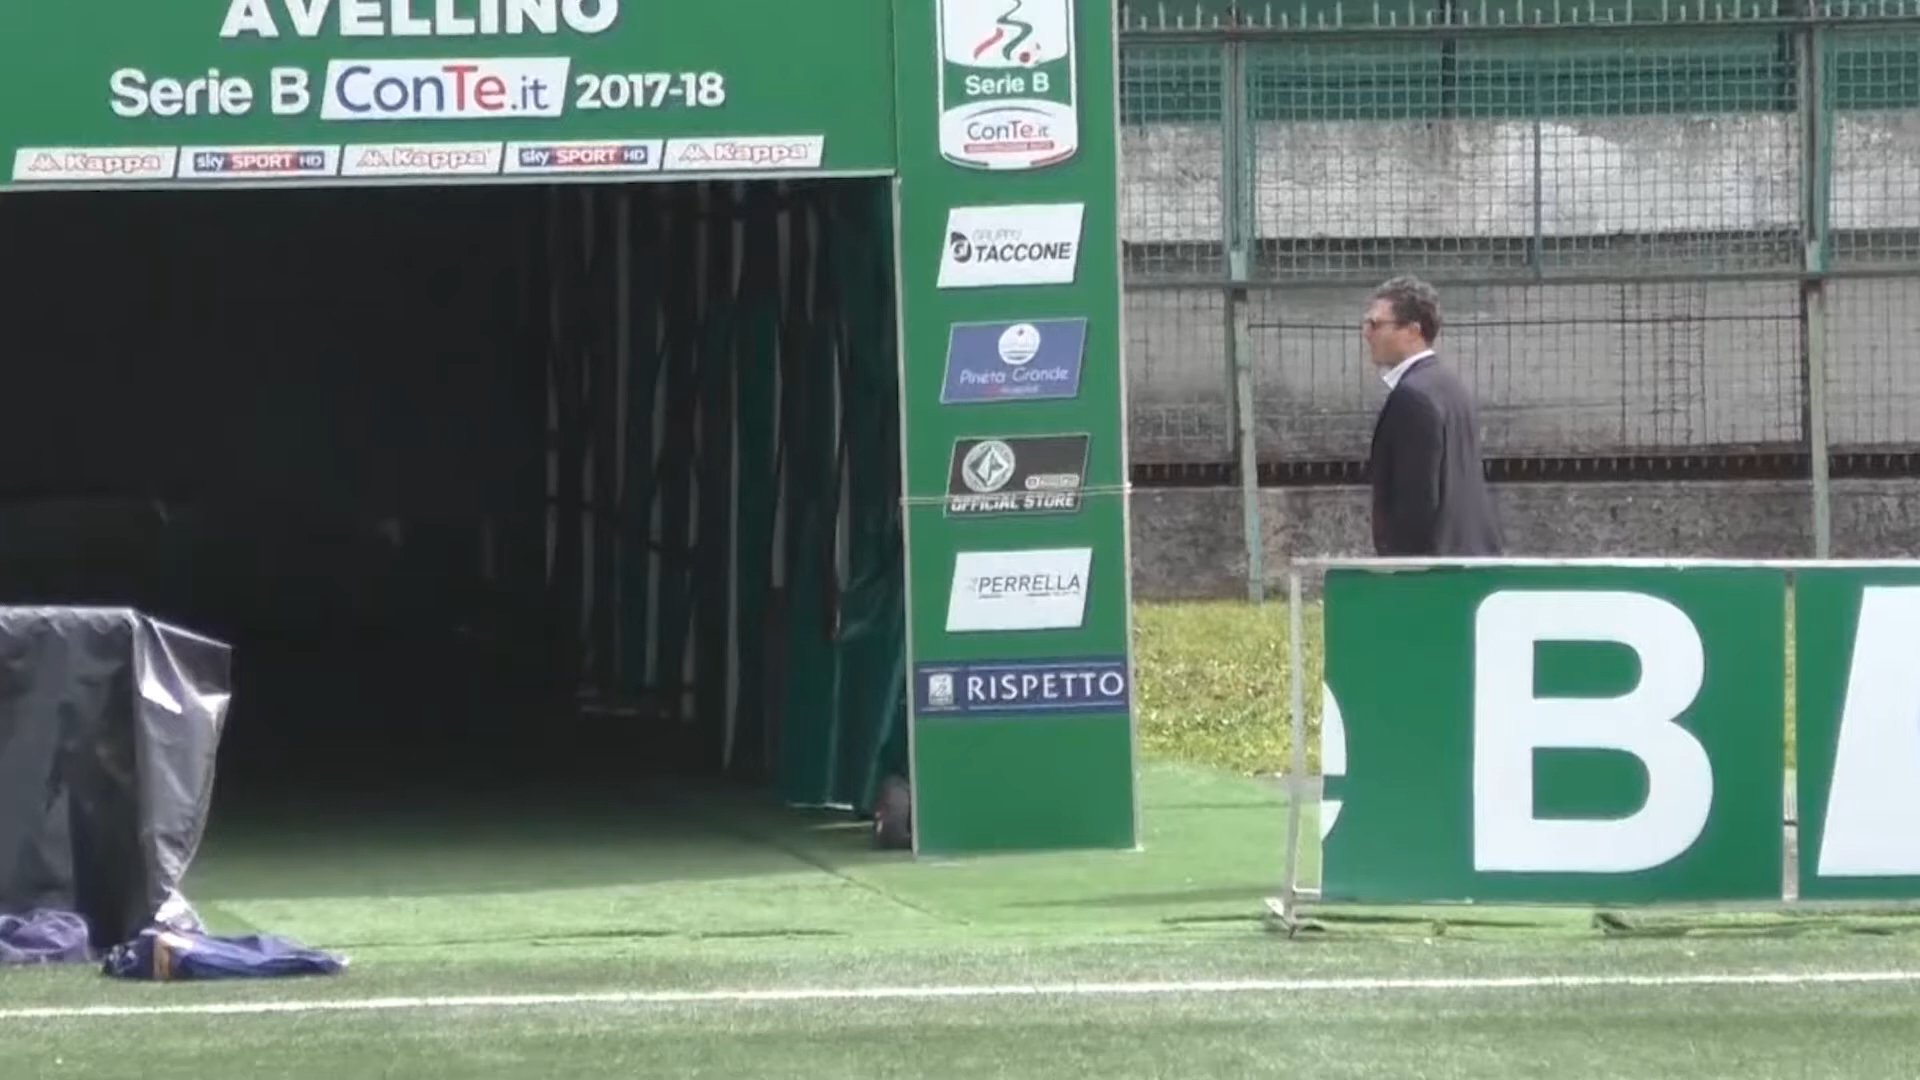 AVELLINO
Serie B ConTe.it 2017-18
Kappa sky SPORT HD Kappa sky SPORT HD Kappa
Serie B
ConTe.it
GRUPPO
TACCONE
Pineta Grande
OFFICIAL STORE
PERRELLA
RISPETTO
e B